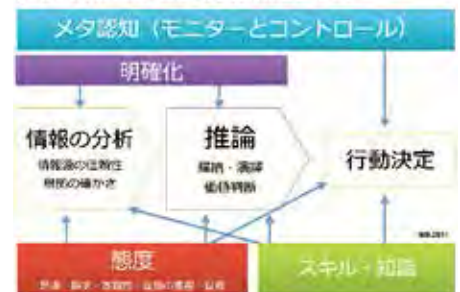 メタ認知（モニターとコントロール）
明確化
情報の分析
情報源の信頼性
根拠の確かさ
推論
帰納・演繹
価値判断
行動決定
態度
スキル・知識